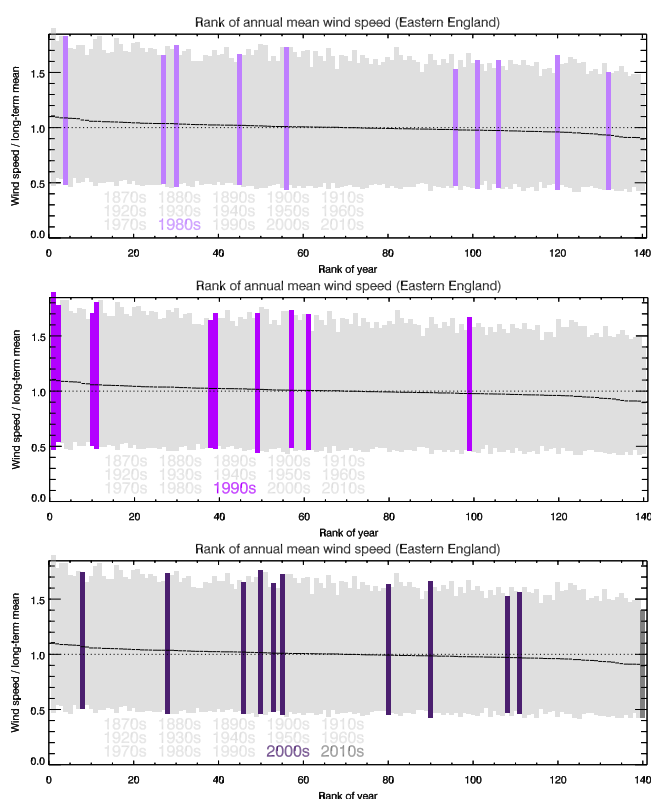 Rank of annual mean wind speed (Eastern England)
Wind speed / long-term mean
1.5
1.0
0.5
0.0
1870s 1880s 1890s 1900s 1910s
1920s 1930s 1940s 1950s 1960s
1970s 1980s 1990s 2000s 2010s
0 20 40 60 80 100 120 140
Rank of year
Rank of annual mean wind speed (Eastern England)
Wind speed / long-term mean
1.5
1.0
0.5
0.0
1870s 1880s 1890s 1900s 1910s
1920s 1930s 1940s 1950s 1960s
1970s 1980s 1990s 2000s 2010s
0 20 40 60 80 100 120 140
Rank of year
Rank of annual mean wind speed (Eastern England)
Wind speed / long-term mean
1.5
1.0
0.5
0.0
1870s 1880s 1890s 1900s 1910s
1920s 1930s 1940s 1950s 1960s
1970s 1980s 1990s 2000s 2010s
0 20 40 60 80 100 120 140
Rank of year